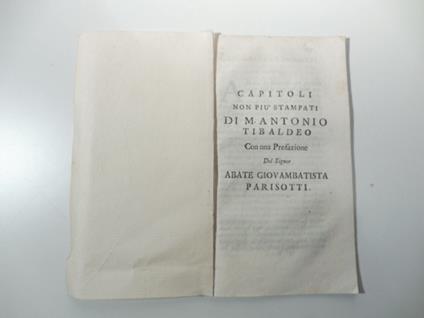 CAPITOLI
NON PIU' STAMPATI
DI M. ANTONIO
TIBALDEO
Con una Prefazione
Del Signor
ABATE GIOVAMBATISTA
PARISOTTI.